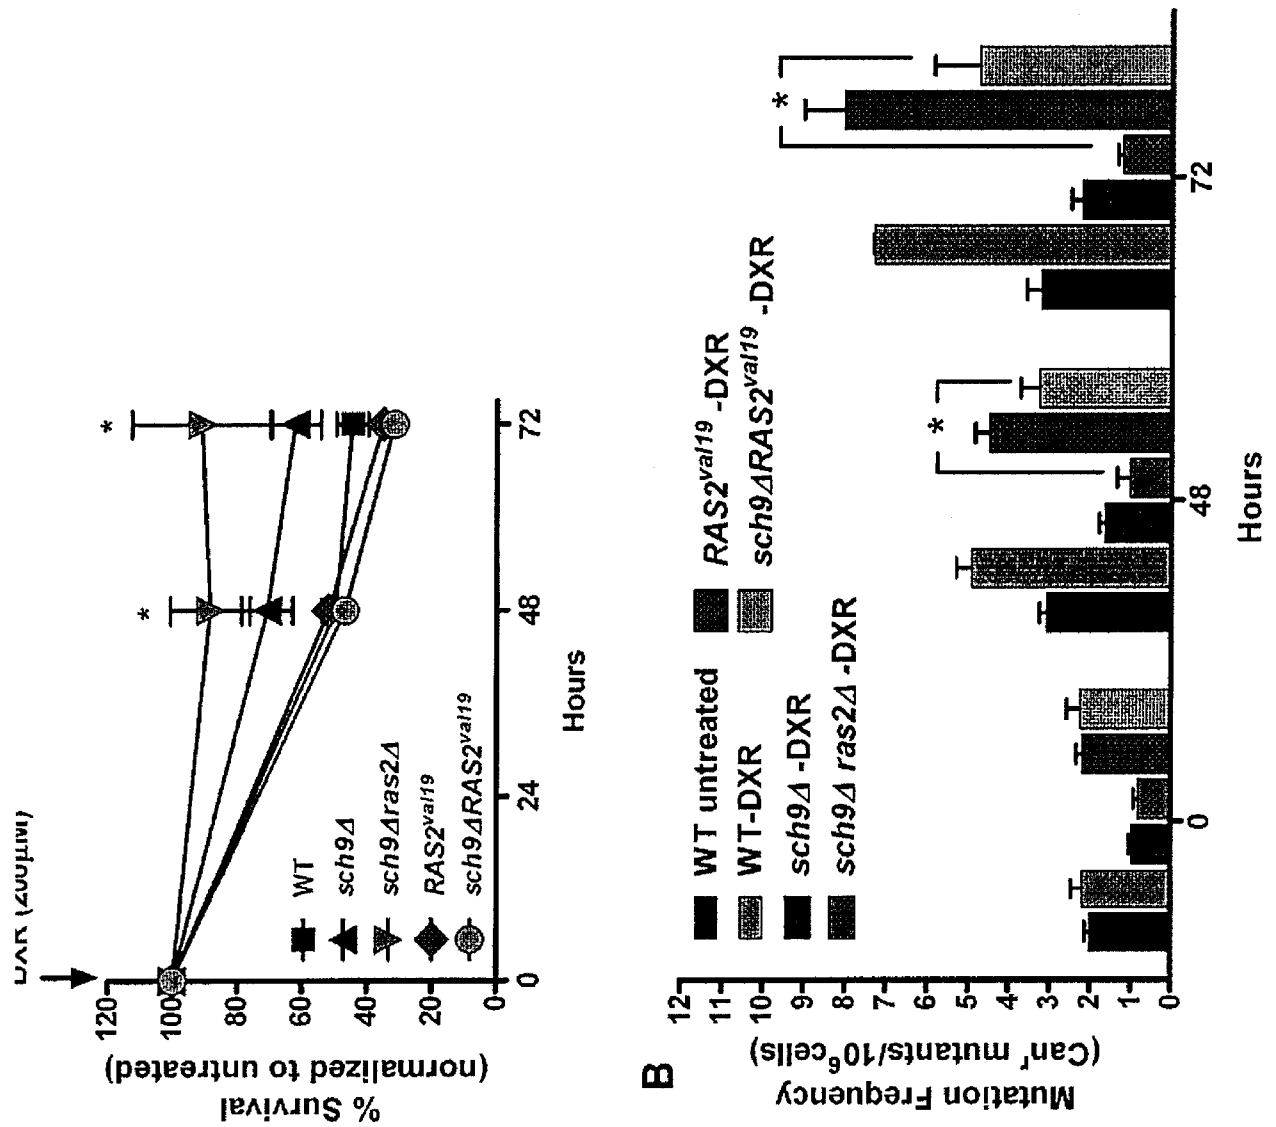 DXR (200µM)
% Survival
(normalized to untreated)
120
100
80
60
40
20
0
*
*
WT
sch9Δ
sch9Δras2Δ
RAS2val19
sch9ΔRAS2val19
0
24
48
72
Hours
B
Mutation Frequency
(Canr mutants/106cells)
12
11
10
9
8
7
6
5
4
3
2
1
0
WT untreated
WT-DXR
sch9Δ -DXR
sch9Δ ras2Δ -DXR
RAS2val19 -DXR
sch9ΔRAS2val19 -DXR
*
*
0
48
72
Hours